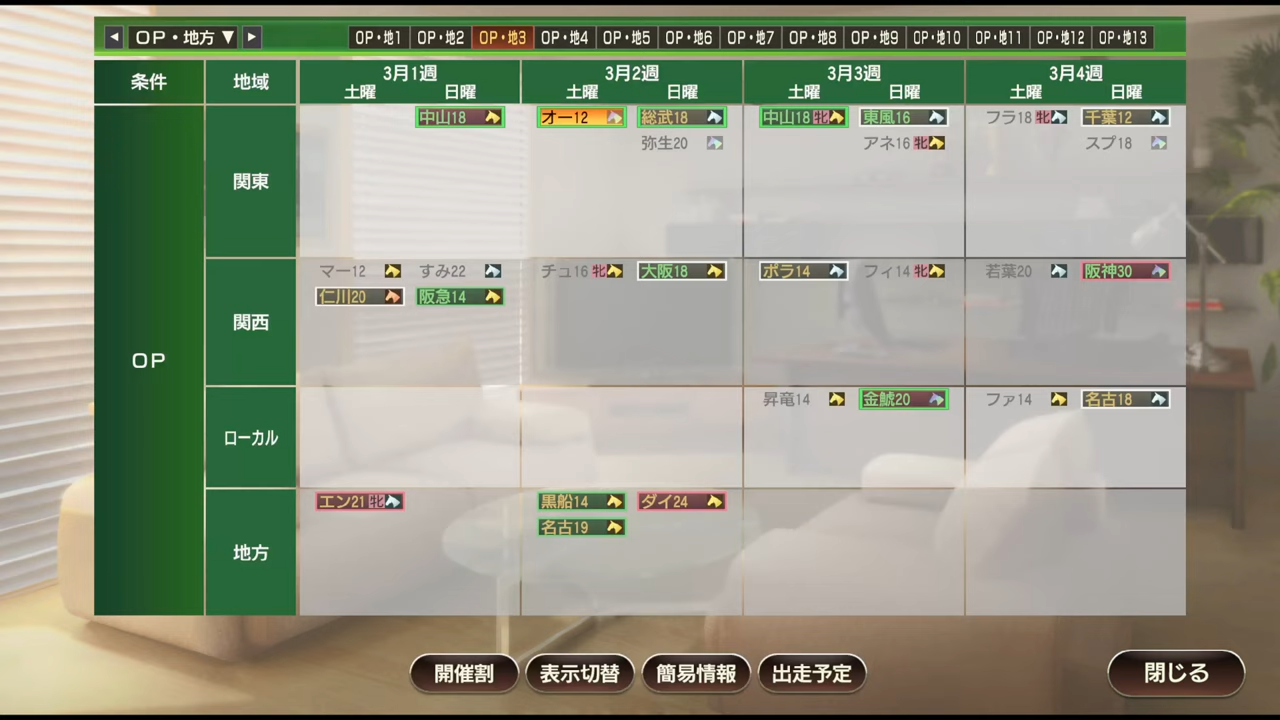 ◀ OP・地方▼ ▶ OP・地1 OP・地2 OP・地3 OP・地4 OP・地5 OP・地6 OP・地7 OP・地8 OP・地9 OP・地10 OP・地11 OP・地12 OP・地13
条件 地域 3月1週 3月2週 3月3週 3月4週
土曜 日曜 土曜 日曜 土曜 日曜 土曜 日曜
中山18 オー12 総武18 中山18牝 東風16 フラ18牝 千葉12
弥生20 アネ16牝 スプ18
関東
マー12 すみ22 チュ16牝 大阪18 ポラ14 フィ14牝 若葉20 阪神30
仁川20 阪急14
関西
OP
昇竜14 金鯱20 ファ14 名古18
ローカル
エン21牝 黒船14 ダイ24
名古19
地方
開催割 表示切替 簡易情報 出走予定 閉じる